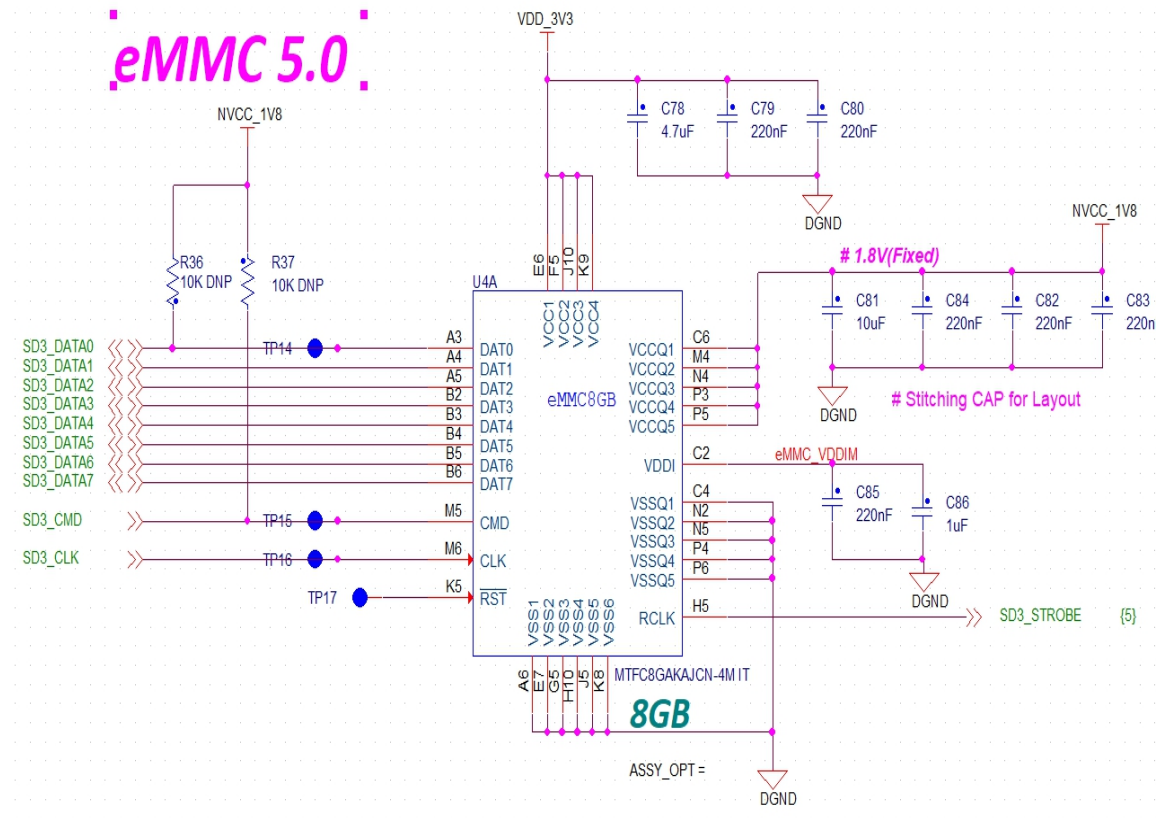 VDD_3V3
eMMC 5.0
C78
4.7uF
C79
220nF
C80
220nF
DGND
NVCC_1V8
R36
10K DNP
R37
10K DNP
NVCC_1V8
# 1.8V(Fixed)
C81
10uF
C84
220nF
C82
220nF
C83
220n
DGND
# Stitching CAP for Layout
U4A
E6
F5
J10
K9
VCC1
VCC2
VCC3
VCC4
eMMC8GB
SD3_DATA0
SD3_DATA1
SD3_DATA2
SD3_DATA3
SD3_DATA4
SD3_DATA5
SD3_DATA6
SD3_DATA7
SD3_CMD
SD3_CLK
TP14
TP15
TP16
TP17
A3
A4
A5
B2
B3
B4
B5
B6
M5
M6
K5
DAT0
DAT1
DAT2
DAT3
DAT4
DAT5
DAT6
DAT7
CMD
CLK
RST
VCCQ1
VCCQ2
VCCQ3
VCCQ4
VCCQ5
VDDI
VSSQ1
VSSQ2
VSSQ3
VSSQ4
VSSQ5
RCLK
C6
M4
N4
P3
P5
C2
C4
N2
N5
P4
P6
H5
eMMC_VDDIM
C85
220nF
C86
1uF
DGND
SD3_STROBE {5}
VSS1
VSS2
VSS3
VSS4
VSS5
VSS6
A6
E7
G5
H10
J5
K8
MTFC8GAKAJCN-4M IT
8GB
ASSY_OPT =
DGND